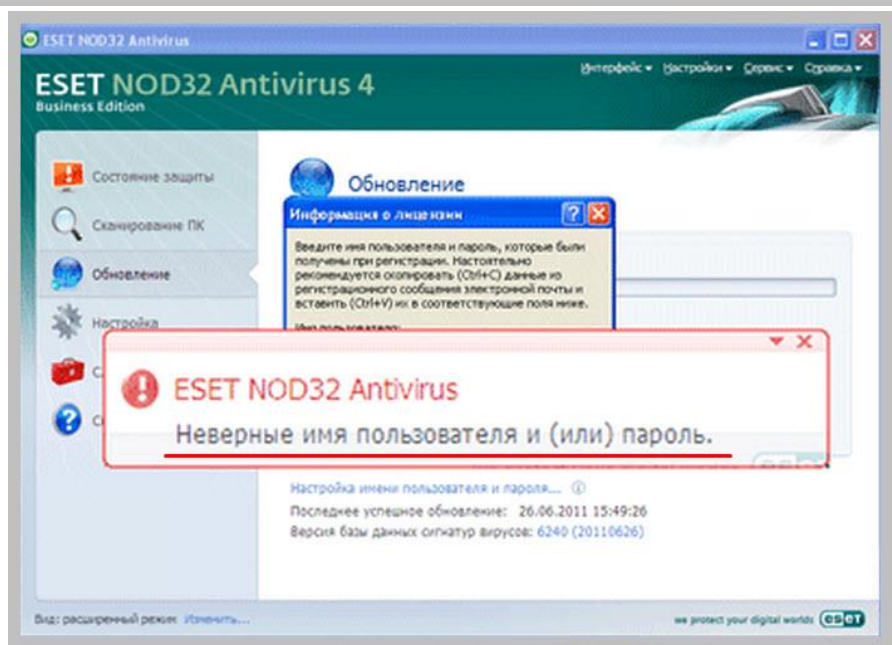 ESET NOD32 Antivirus
ESET NOD32 Antivirus 4
Business Edition
Интерфейс Настройки Сервис Справка
Состояние защиты
Сканирование ПК
Обновление
Настройка
Обновление
Информация о лицензии
Введите имя пользователя и пароль, которые были
получены при регистрации. Настоятельно
рекомендуется скопировать (Ctrl+C) данные из
регистрационного сообщения электронной почты и
вставить (Ctrl+V) их в соответствующие поля ниже.
Имя пользователя:
ESET NOD32 Antivirus
Неверные имя пользователя и (или) пароль.
Настройка имени пользователя и пароля...
Последнее успешное обновление: 26.06.2011 15:49:26
Версия базы данных сигнатур вирусов: 6240 (20110626)
Вид: расширенный режим Изменить...
we protect your digital worlds eset